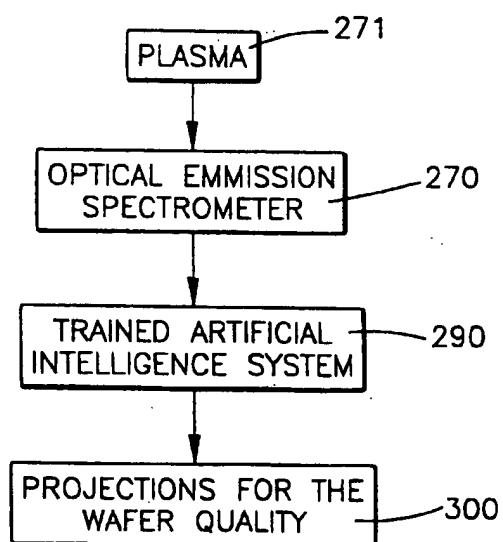 271
PLASMA
OPTICAL EMMISSION
SPECTROMETER
270
TRAINED ARTIFICIAL
INTELLIGENCE SYSTEM
290
PROJECTIONS FOR THE
WAFER QUALITY
300